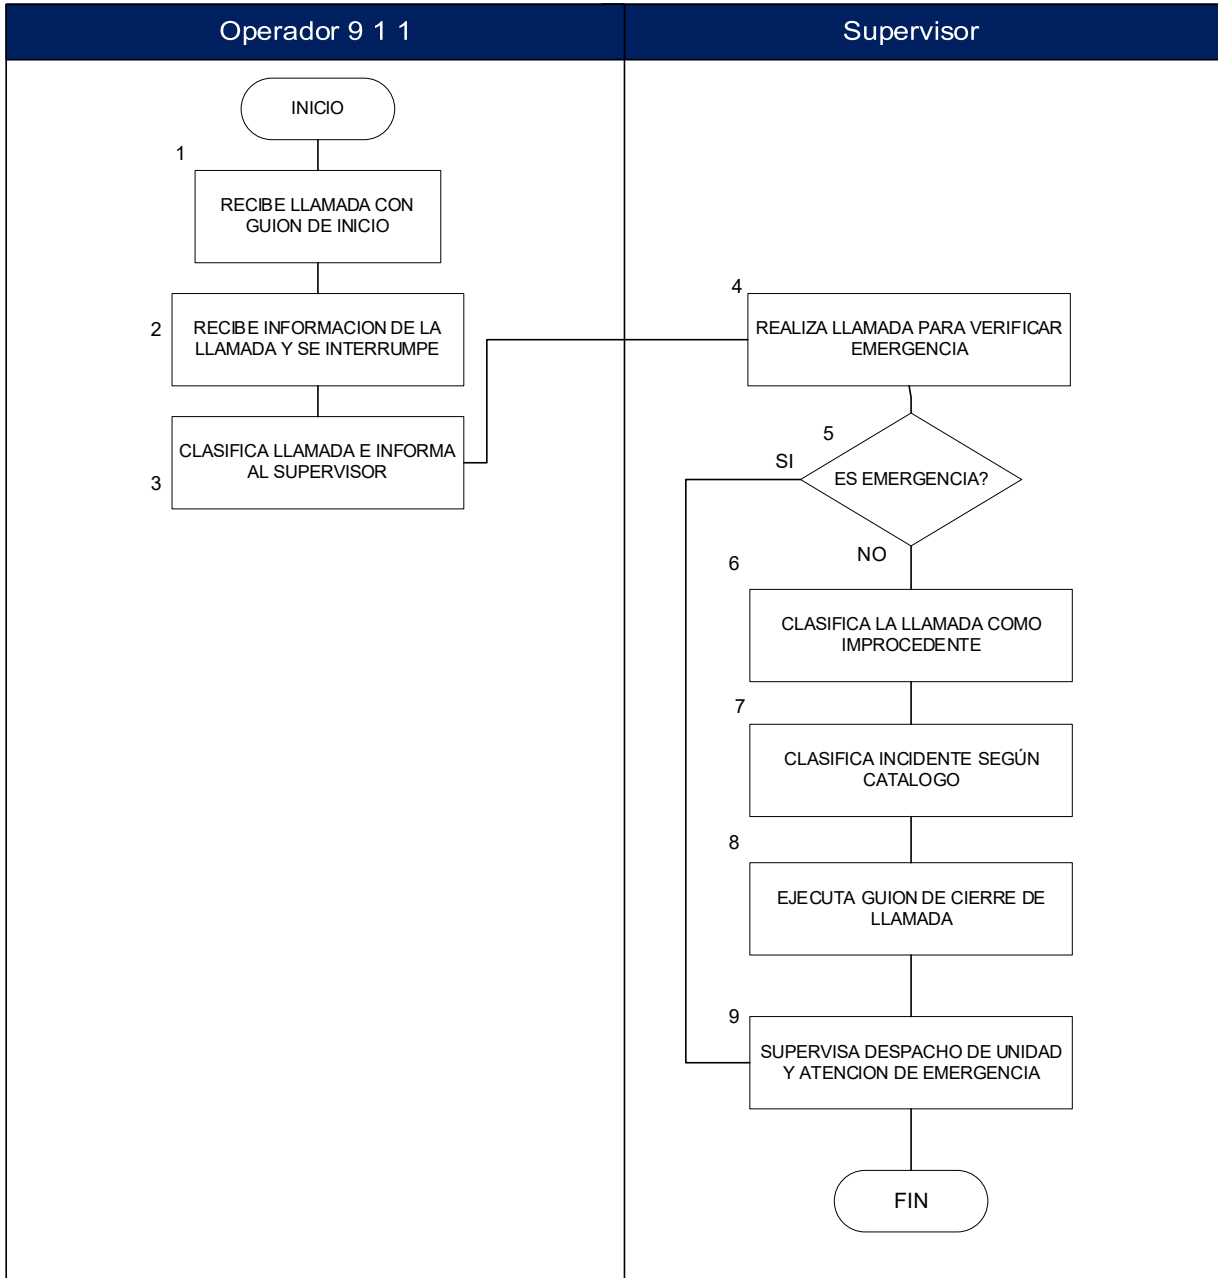 Operador 9 1 1
Supervisor
INICIO
1
RECIBE LLAMADA CON
GUION DE INICIO
2
RECIBE INFORMACION DE LA
LLAMADA Y SE INTERRUMPE
3
CLASIFICA LLAMADA E INFORMA
AL SUPERVISOR
4
REALIZA LLAMADA PARA VERIFICAR
EMERGENCIA
5
SI
ES EMERGENCIA?
NO
6
CLASIFICA LA LLAMADA COMO
IMPROCEDENTE
7
CLASIFICA INCIDENTE SEGÚN
CATALOGO
8
EJECUTA GUION DE CIERRE DE
LLAMADA
9
SUPERVISA DESPACHO DE UNIDAD
Y ATENCION DE EMERGENCIA
FIN